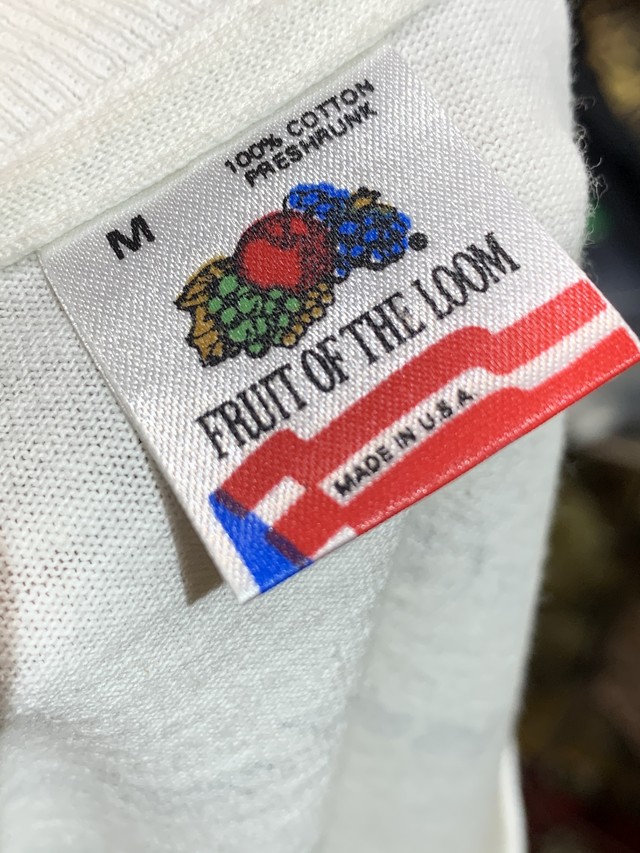 100% COTTON
PRESHRUNK
M
FRUIT OF THE LOOM
MADE IN U.S.A.